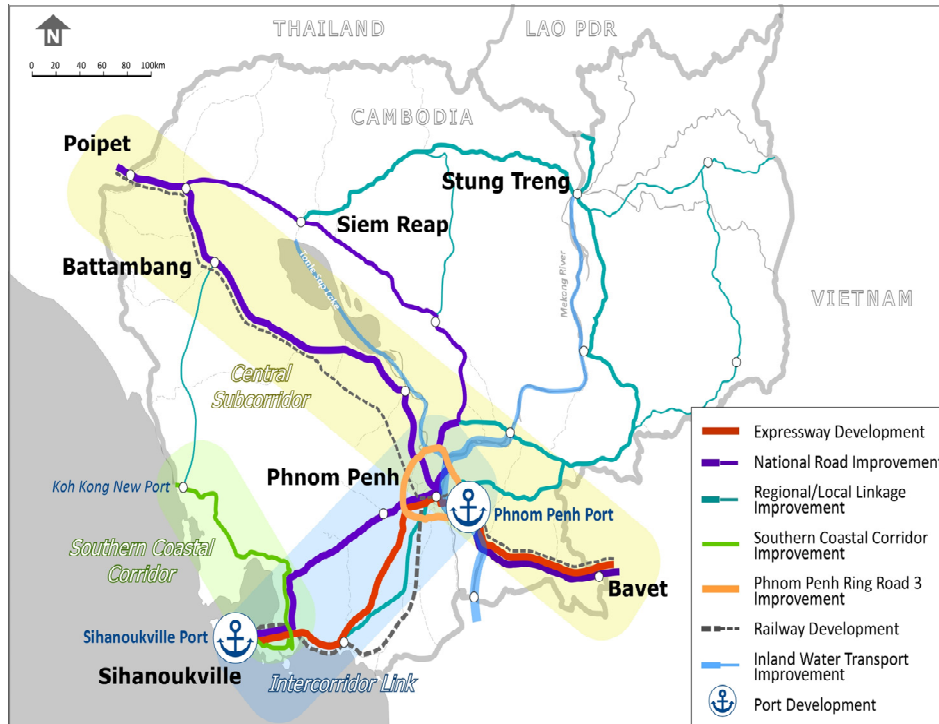 THAILAND
LAO PDR
N
0 20 40 60 80 100km
CAMBODIA
Poipet
Stung Treng
Siem Reap
Battambang
Mekong River
VIETNAM
Central
Subcorridor
Expressway Development
National Road Improvement
Regional/Local Linkage
Improvement
Southern Coastal Corridor
Improvement
Phnom Penh Ring Road 3
Improvement
Railway Development
Inland Water Transport
Improvement
Port Development
Phnom Penh
Koh Kong New Port
Phnom Penh Port
Southern Coastal
Corridor
Bavet
Sihanoukville Port
Sihanoukville
Intercorridor Link